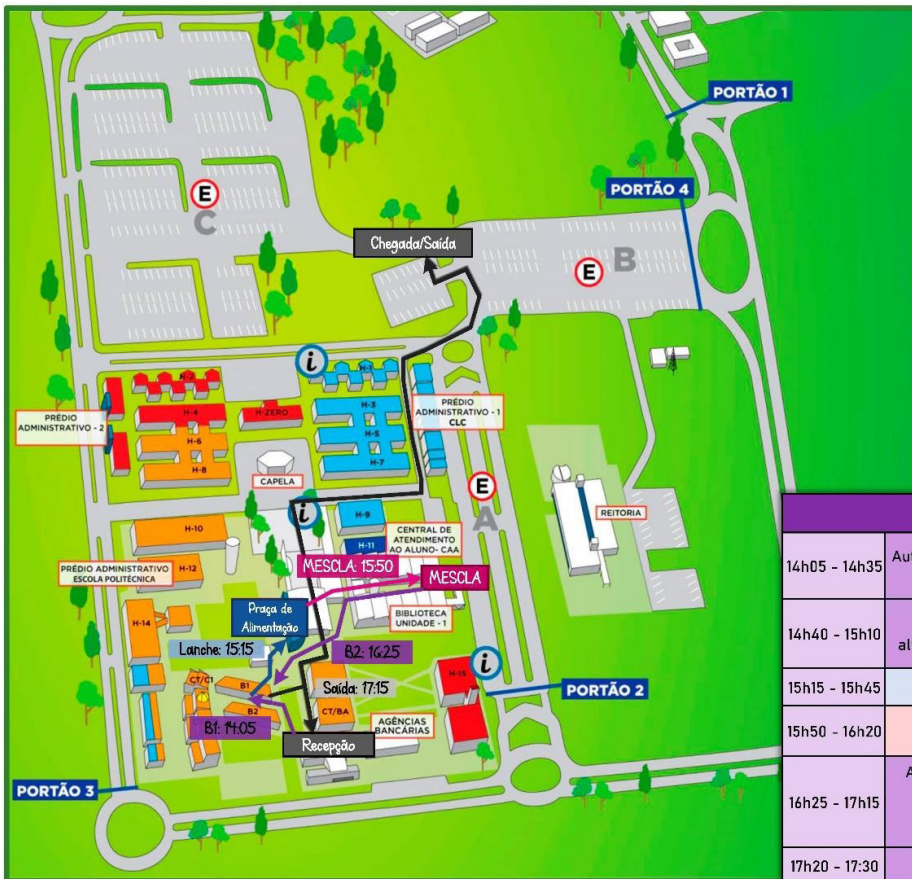 PORTÃO 1
PORTÃO 4
E
C
Chegada/Saída
E
B
i
H-2
H-1
H-4
H-ZERO
H-3
PRÉDIO
ADMINISTRATIVO - 1
CLC
PRÉDIO
ADMINISTRATIVO - 2
H-6
H-5
H-8
H-7
CAPELA
E
A
REITORIA
i
H-9
H-10
CENTRAL DE
ATENDIMENTO
AO ALUNO- CAA
H-11
PRÉDIO ADMINISTRATIVO
ESCOLA POLITÉCNICA
H-12
MESCLA: 15:50
MESCLA
Praça de
Alimentação
BIBLIOTECA
UNIDADE - 1
H-14
Lanche: 15:15
B2: 16:25
i
H-15
CT/C1
B1
Saída: 17:15
PORTÃO 2
B2
CT/BA
AGÊNCIAS
BANCÁRIAS
B1: 14:05
Recepção
PORTÃO 3
14h05 - 14h35
14h40 - 15h10
15h15 - 15h45
15h50 - 16h20
16h25 - 17h15
17h20 - 17:30